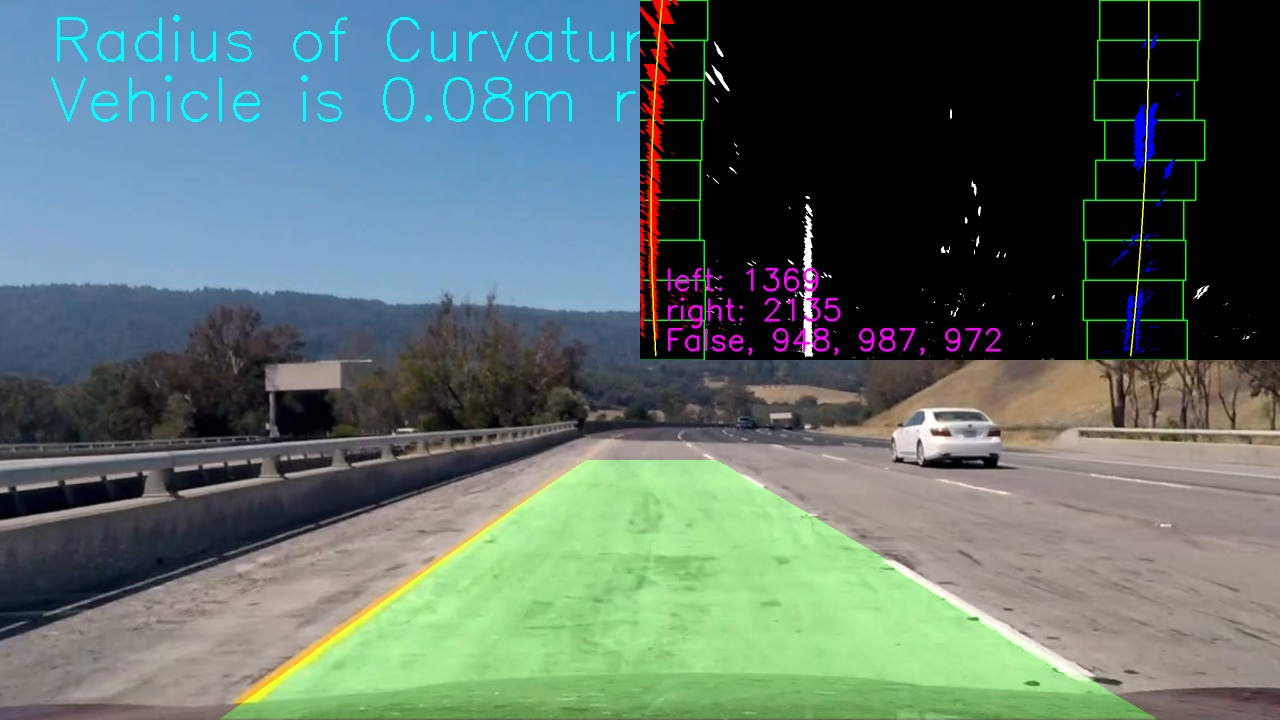 Radius of Curvatur
Vehicle is 0.08m r
left: 1369
right: 2135
False, 948, 987, 972